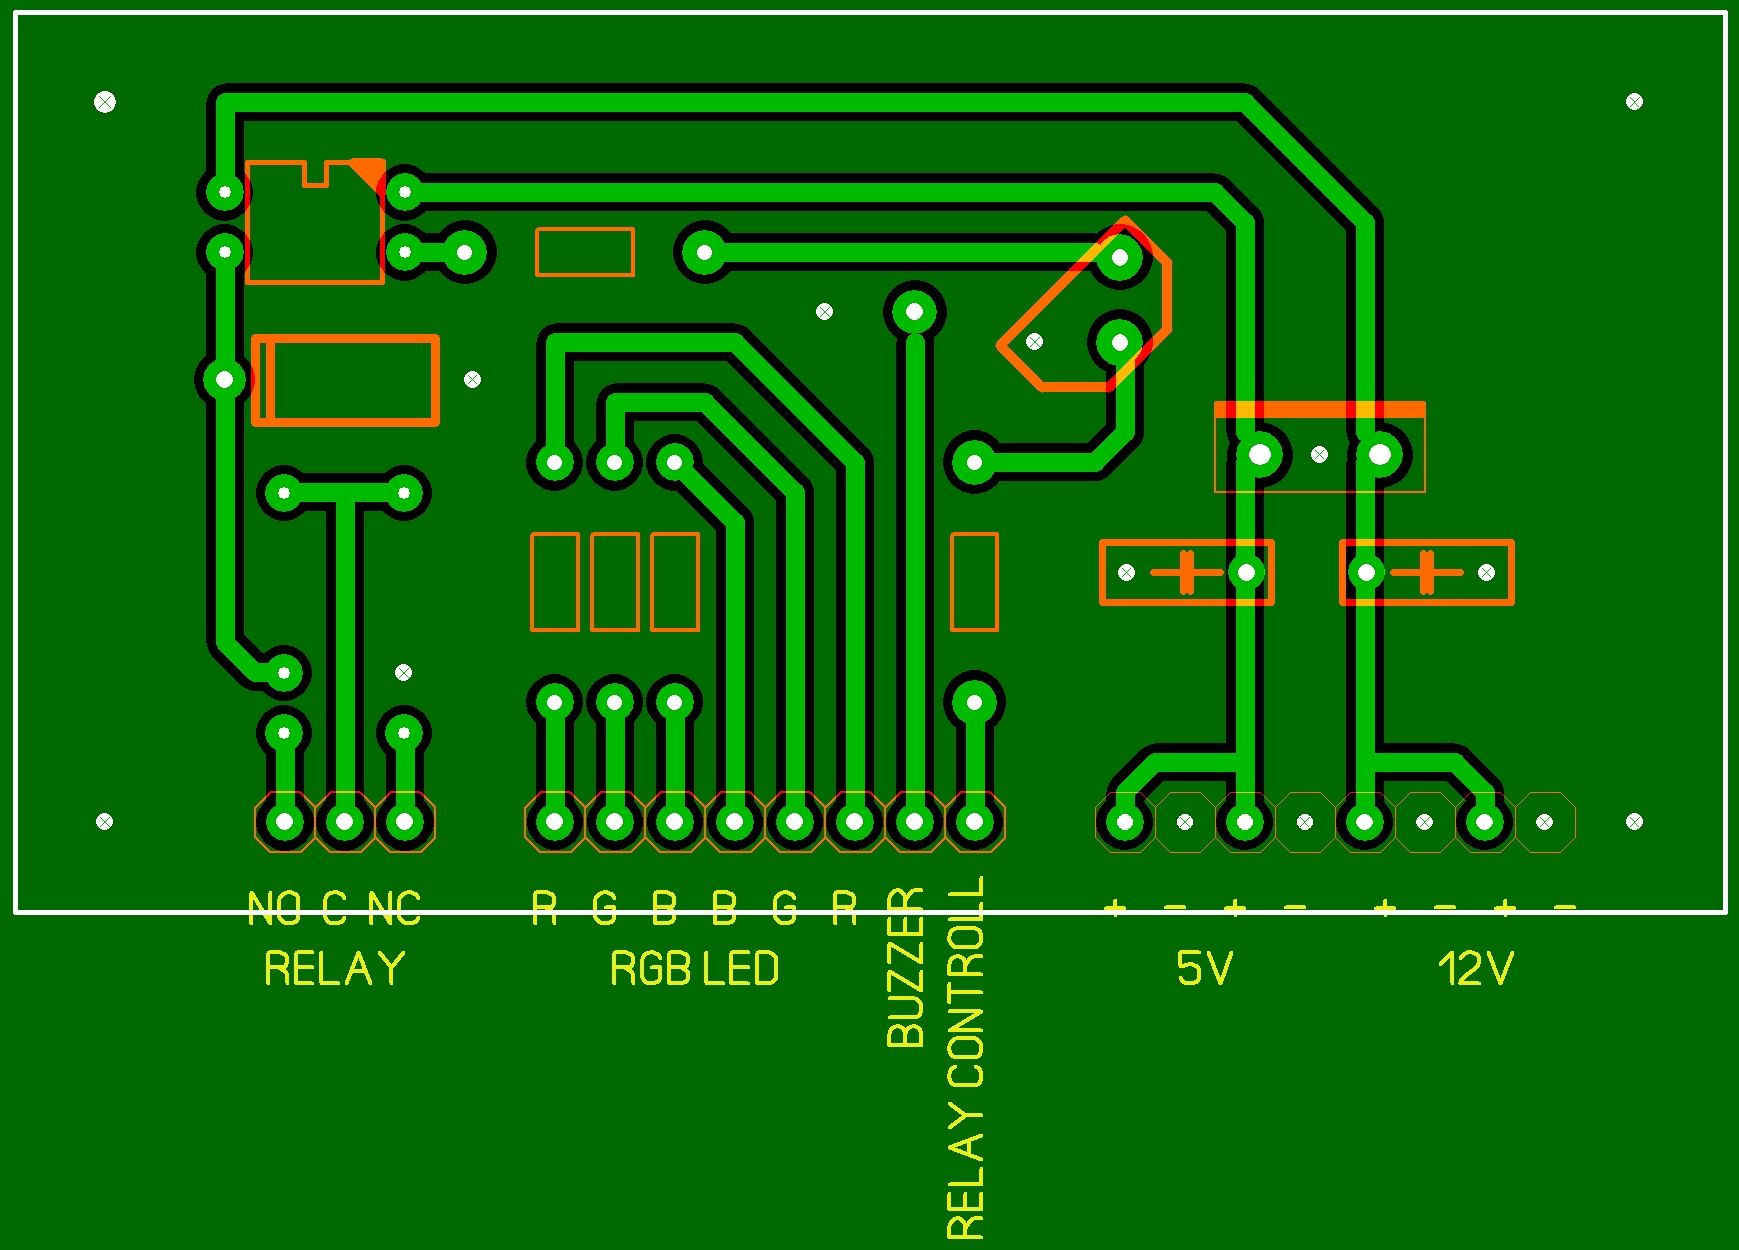 NO C NC
R G B B G R
+ - + - + - + -
RELAY
RGB LED
BUZZER
RELAY CONTROLL
5V
12V